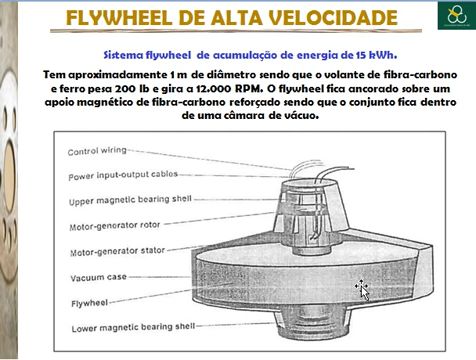 FLYWHEEL DE ALTA VELOCIDADE
Sistema flywheel de acumulação de energia de 15 kWh.
Tem aproximadamente 1 m de diâmetro sendo que o volante de fibra-carbono
e ferro pesa 200 lb e gira a 12.000 RPM. O flywheel fica ancorado sobre um
apoio magnético de fibra-carbono reforçado sendo que o conjunto fica dentro
de uma câmara de vácuo.
Control wiring
Power input-output cables
Upper magnetic bearing shell
Motor-generator rotor
Motor-generator stator
Vacuum case
Flywheel
Lower magnetic bearing shell